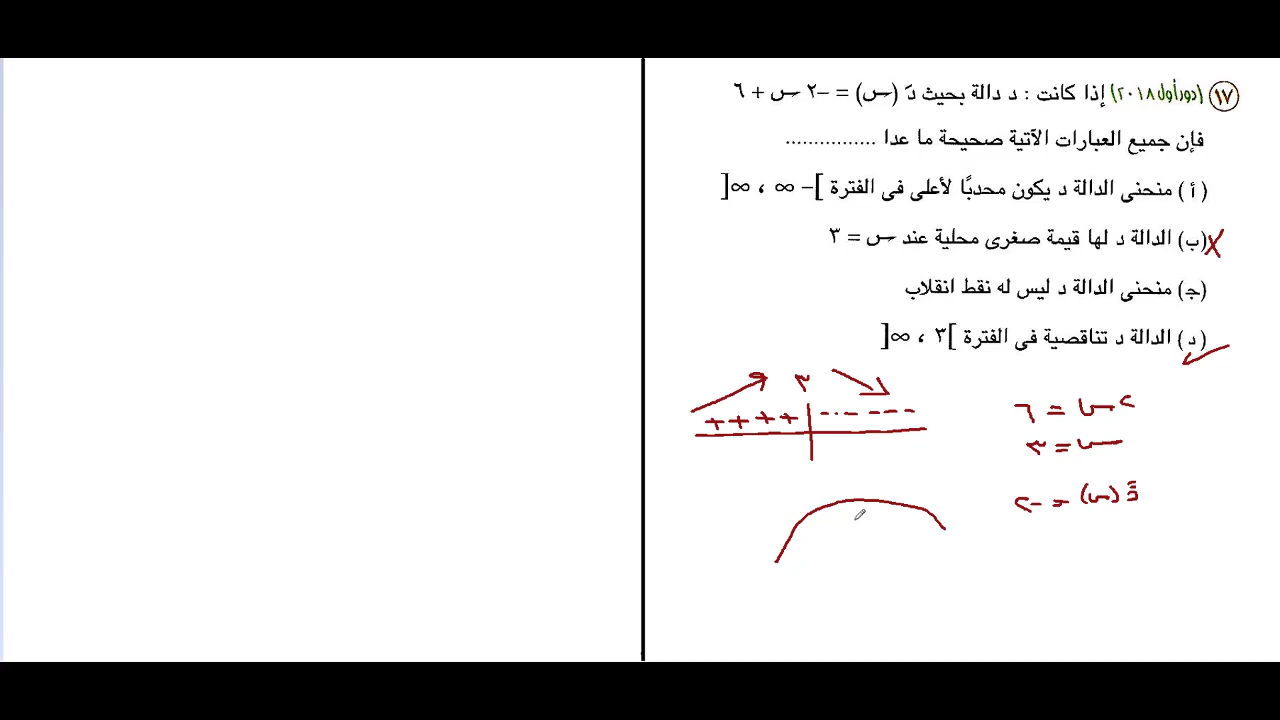 ١٧ (دور أول ٢٠١٨) إذا كانت : د دالة بحيث دَ (س) = −٢ س + ٦
فإن جميع العبارات الآتية صحيحة ما عدا ................
(أ) منحنى الدالة د يكون محدبًا لأعلى فى الفترة ]−∞ ، ∞[
(ب) الدالة د لها قيمة صغرى محلية عند س = ٣
(ج) منحنى الدالة د ليس له نقط انقلاب
(د) الدالة د تناقصية فى الفترة ]٣ ، ∞[
٣
++++ ------
٢س = ٦
س = ٣
دً (س) = −٢